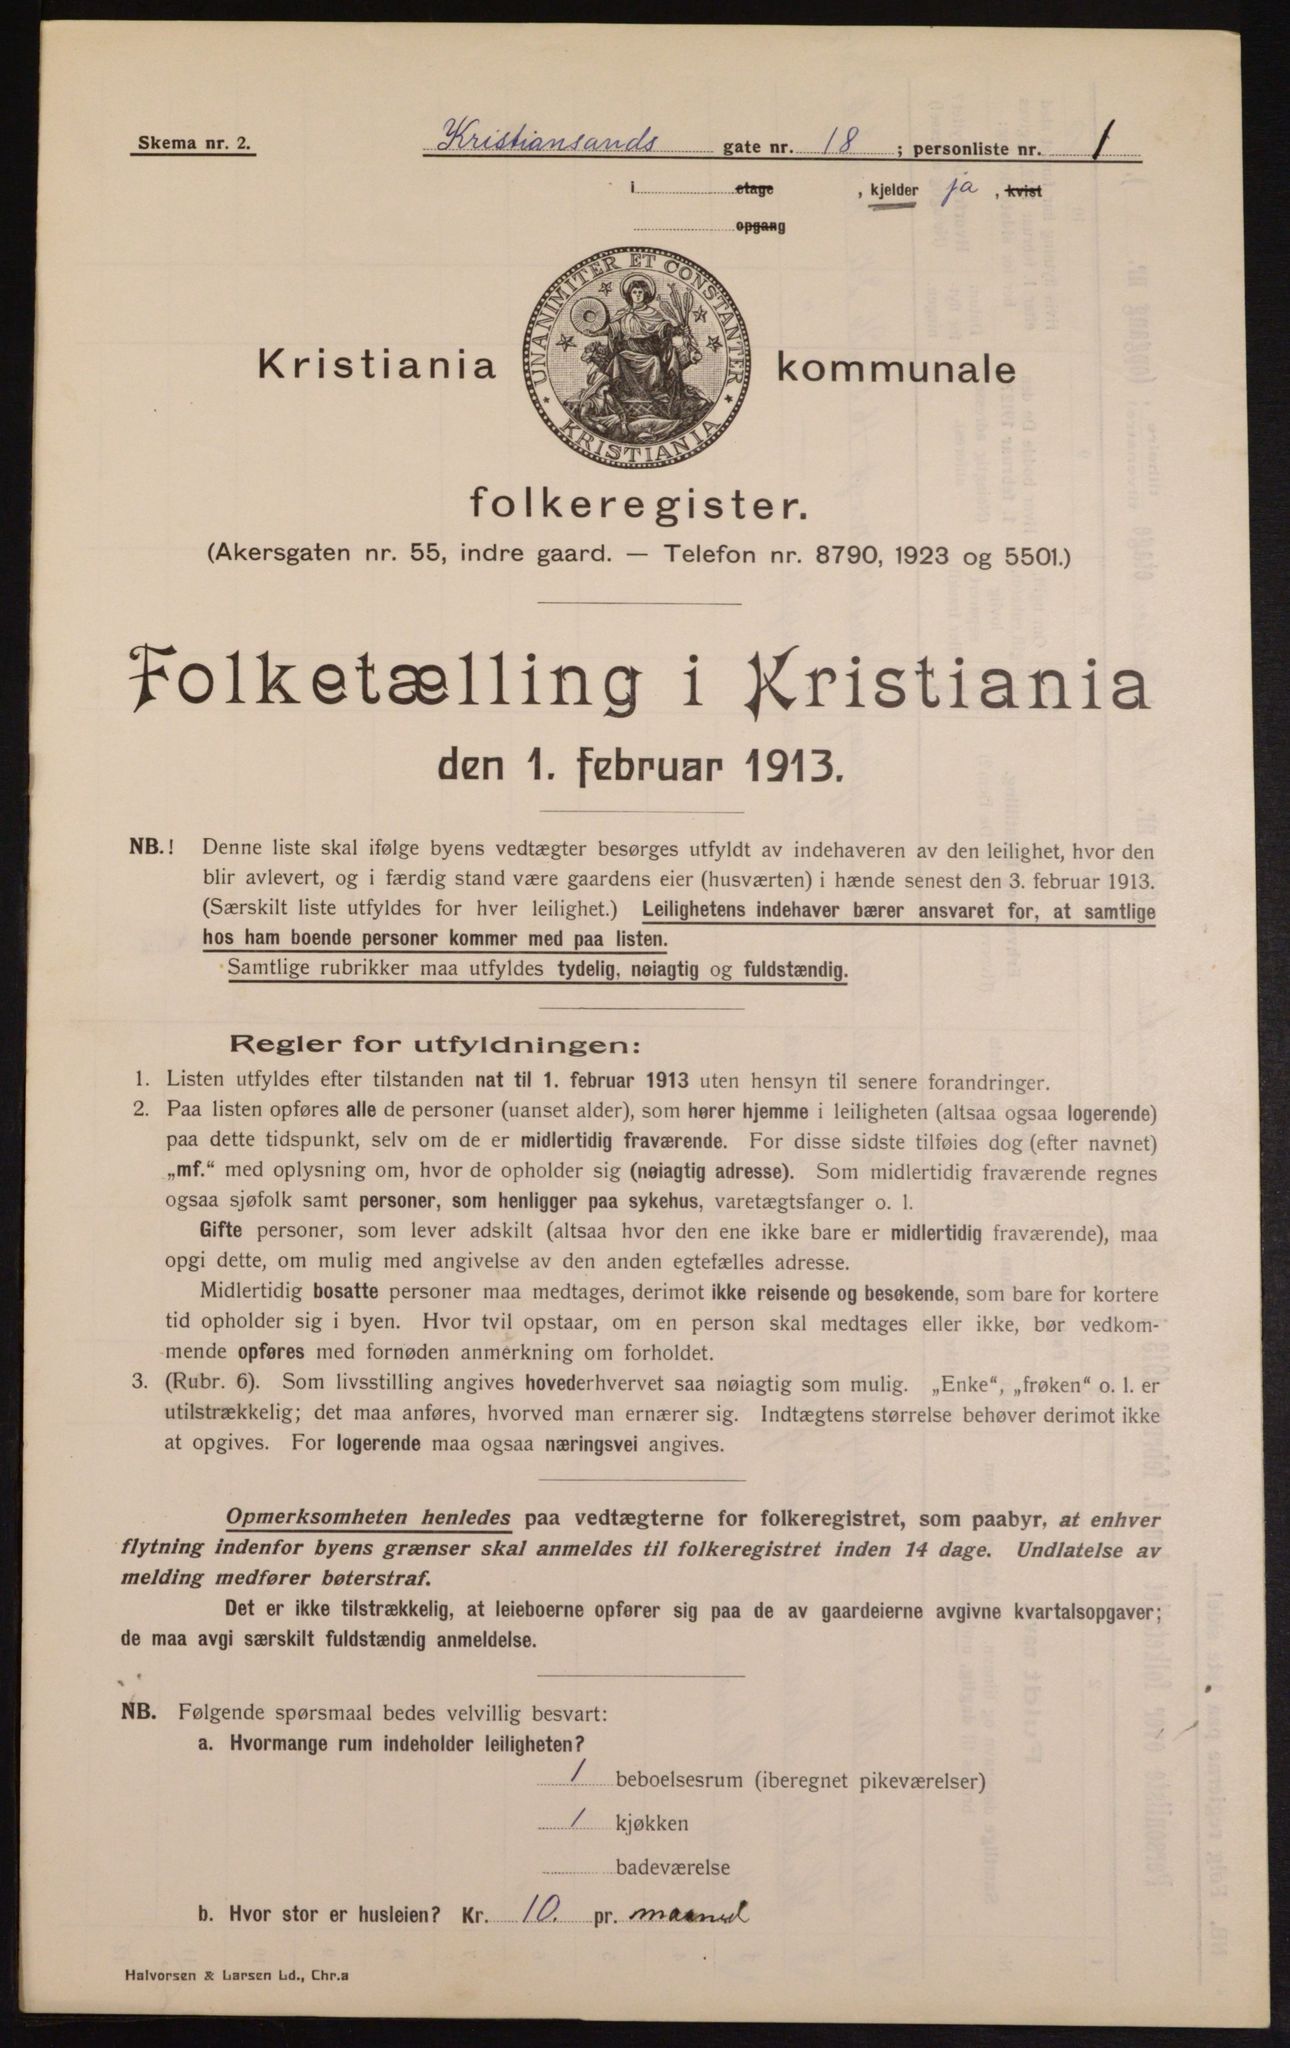 Skema nr. 2.
Kristiansands gate nr. 18 ; personliste nr. 1
i etage , kjelder ja , kvist
opgang
UNANIMITER ET CONSTANTER
KRISTIANIA
Kristiania kommunale
folkeregister.
(Akersgaten nr. 55, indre gaard. — Telefon nr. 8790, 1923 og 5501.)
Folketælling i Kristiania
den 1. februar 1913.
NB.! Denne liste skal ifølge byens vedtægter besørges utfyldt av indehaveren av den leilighet, hvor den
blir avlevert, og i færdig stand være gaardens eier (husværten) i hænde senest den 3. februar 1913.
(Særskilt liste utfyldes for hver leilighet.) Leilighetens indehaver bærer ansvaret for, at samtlige
hos ham boende personer kommer med paa listen.
Samtlige rubrikker maa utfyldes tydelig, nøiagtig og fuldstændig.
Regler for utfyldningen:
1. Listen utfyldes efter tilstanden nat til 1. februar 1913 uten hensyn til senere forandringer.
2. Paa listen opføres alle de personer (uanset alder), som hører hjemme i leiligheten (altsaa ogsaa logerende)
paa dette tidspunkt, selv om de er midlertidig fraværende. For disse sidste tilføies dog (efter navnet)
„mf.“ med oplysning om, hvor de opholder sig (nøiagtig adresse). Som midlertidig fraværende regnes
ogsaa sjøfolk samt personer, som henligger paa sykehus, varetægtsfanger o. l.
Gifte personer, som lever adskilt (altsaa hvor den ene ikke bare er midlertidig fraværende), maa
opgi dette, om mulig med angivelse av den anden egtefælles adresse.
Midlertidig bosatte personer maa medtages, derimot ikke reisende og besøkende, som bare for kortere
tid opholder sig i byen. Hvor tvil opstaar, om en person skal medtages eller ikke, bør vedkom-
mende opføres med fornøden anmerkning om forholdet.
3. (Rubr. 6). Som livsstilling angives hovederhvervet saa nøiagtig som mulig. „Enke“, „frøken“ o. l. er
utilstrækkelig; det maa anføres, hvorved man ernærer sig. Indtægtens størrelse behøver derimot ikke
at opgives. For logerende maa ogsaa næringsvei angives.
Opmerksomheten henledes paa vedtægterne for folkeregistret, som paabyr, at enhver
flytning indenfor byens grænser skal anmeldes til folkeregistret inden 14 dage. Undlatelse av
melding medfører bøterstraf.
Det er ikke tilstrækkelig, at leieboerne opfører sig paa de av gaardeierne avgivne kvartalsopgaver;
de maa avgi særskilt fuldstændig anmeldelse.
NB. Følgende spørsmaal bedes velvillig besvart:
a. Hvormange rum indeholder leiligheten?
1 beboelsesrum (iberegnet pikeværelser)
1 kjøkken
badeværelse
b. Hvor stor er husleien? Kr. 10. pr. maaned
Halvorsen & Larsen Ld., Chr.a